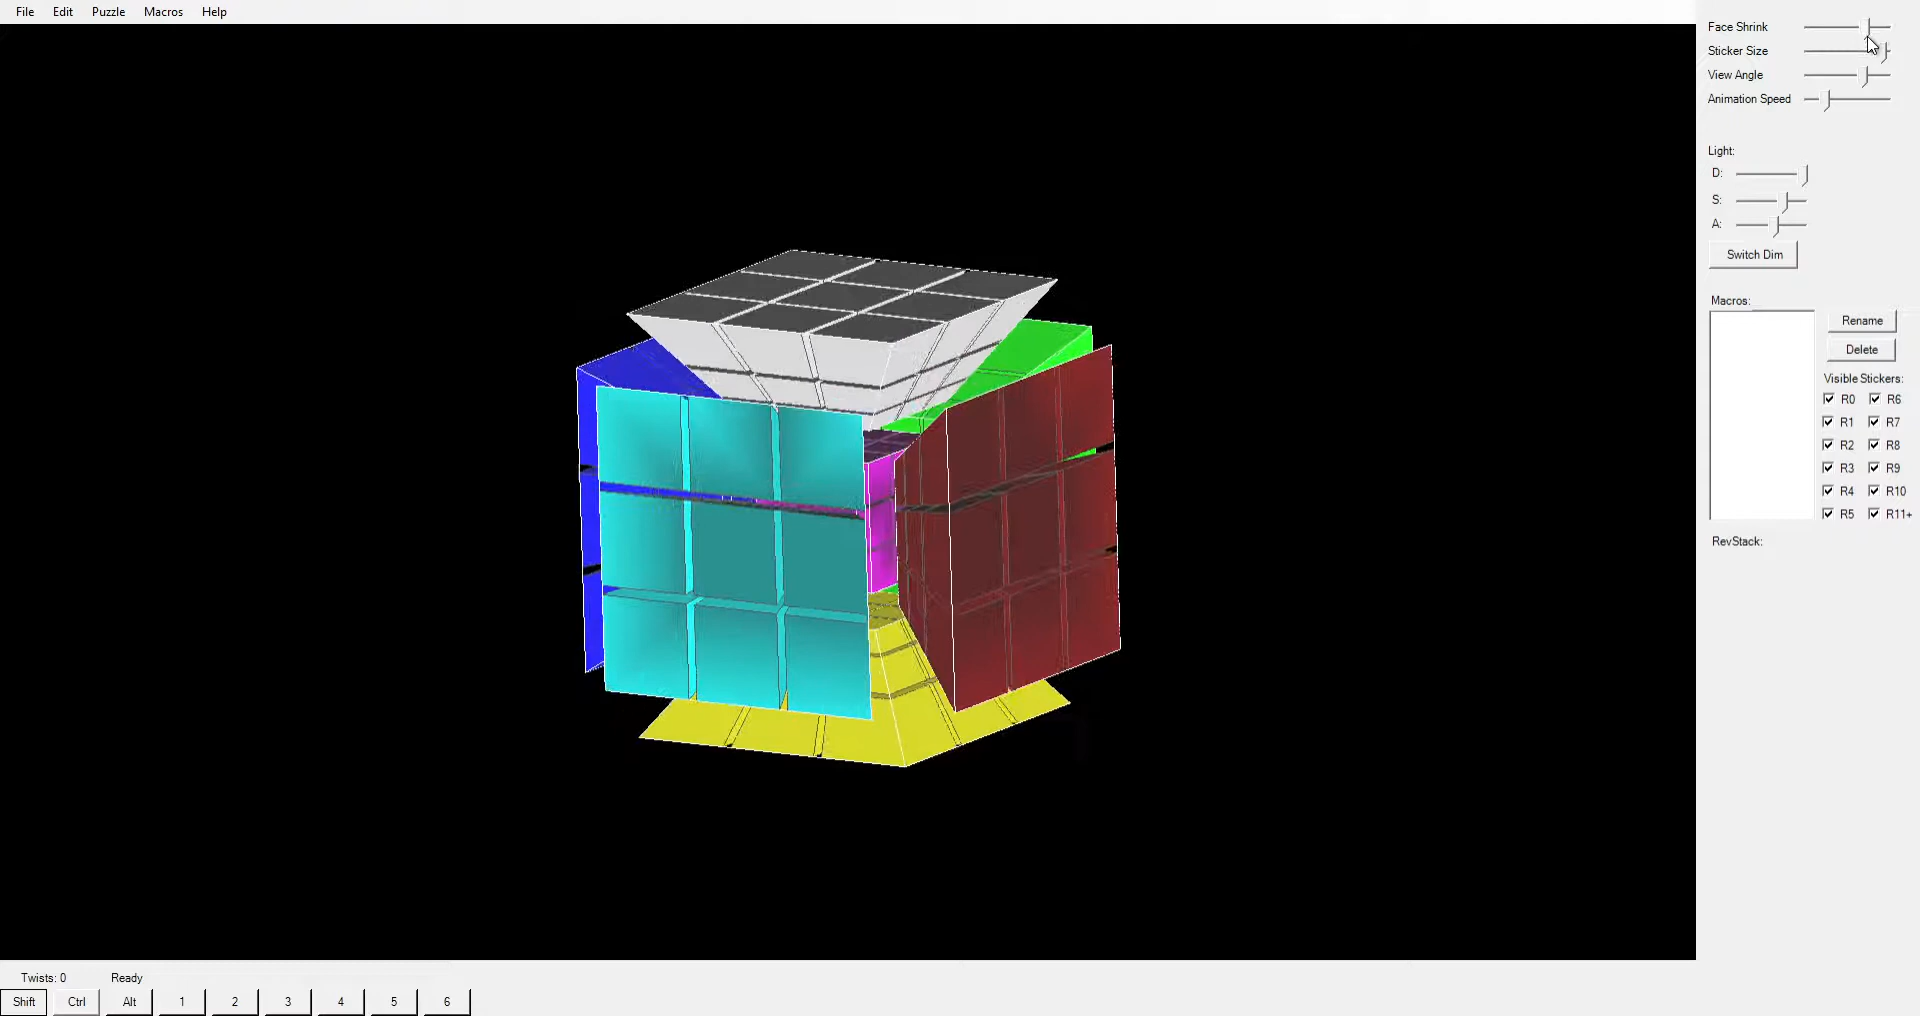 File Edit Puzzle Macros Help
Face Shrink
Sticker Size
View Angle
Animation Speed
Light:
D:
S:
A:
Switch Dim
Macros:
Rename
Delete
Visible Stickers:
R0 R6
R1 R7
R2 R8
R3 R9
R4 R10
R5 R11+
RevStack:
Twists: 0 Ready
Shift Ctrl Alt 1 2 3 4 5 6